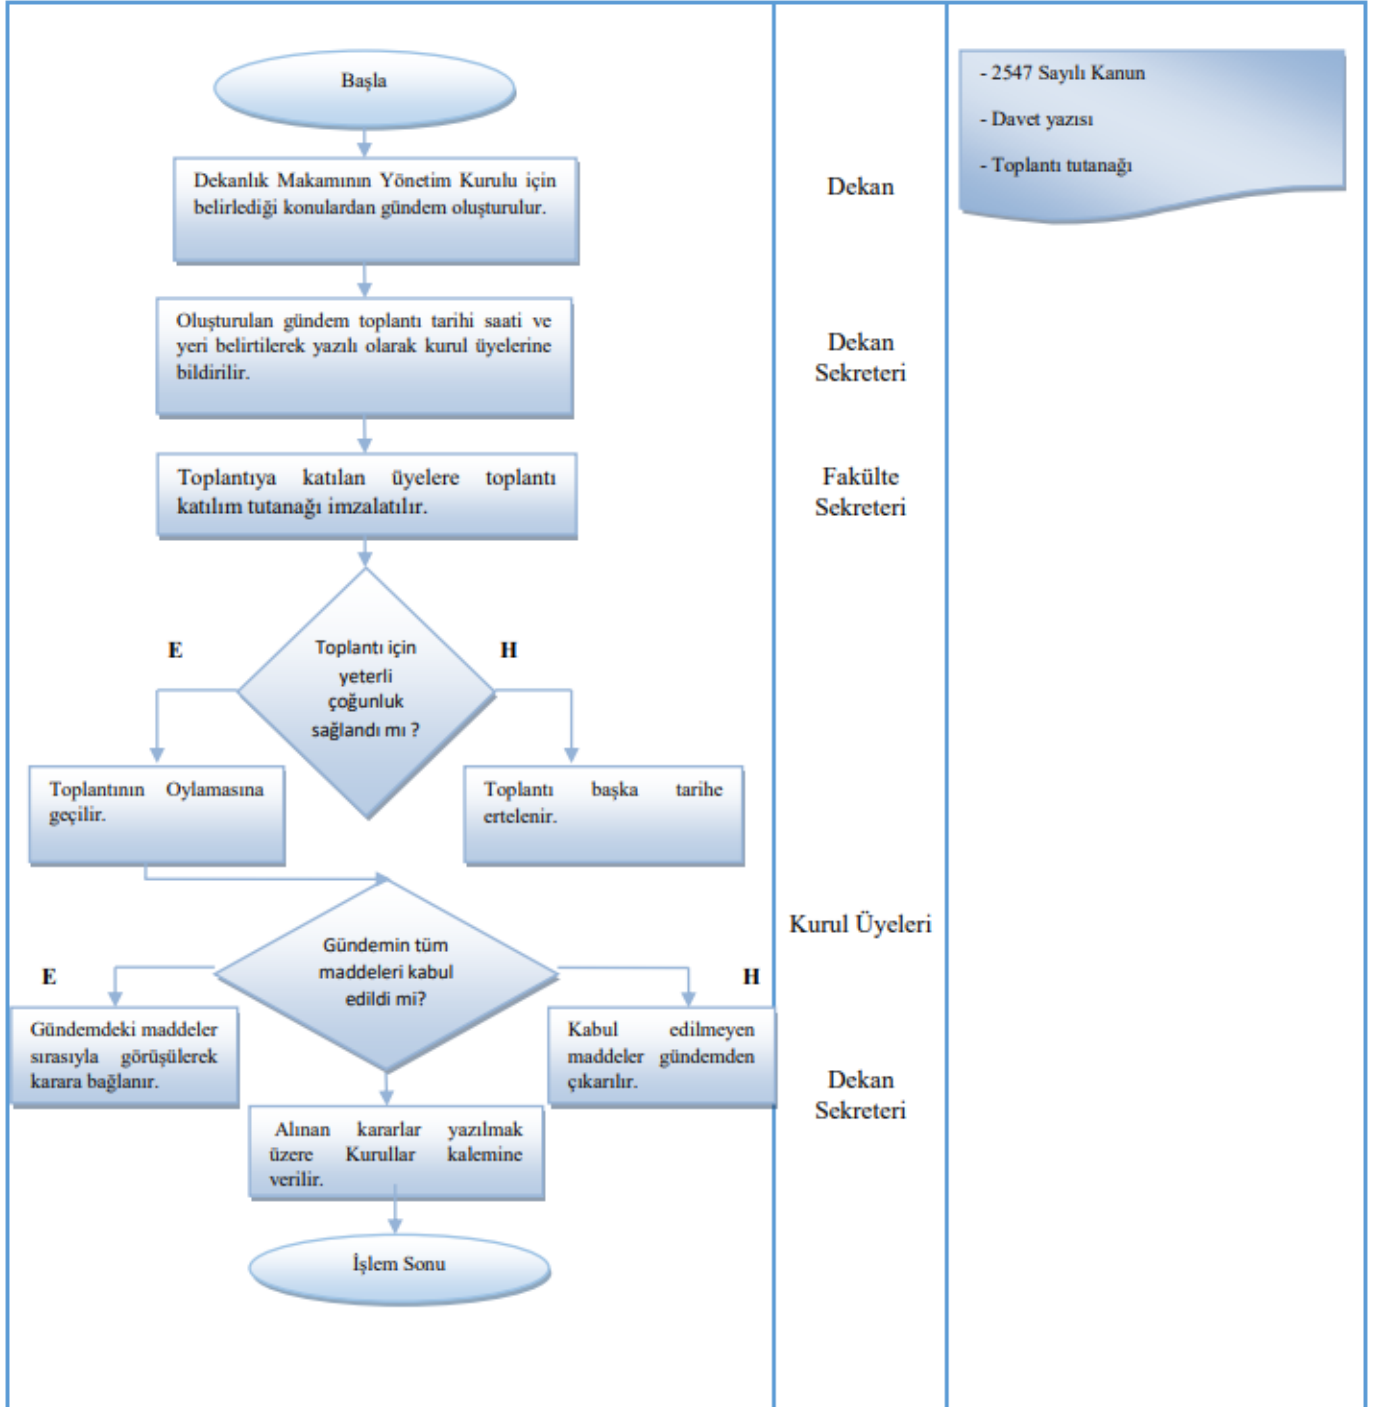 Başla
- 2547 Sayılı Kanun
- Davet yazısı
- Toplantı tutanağı
Dekanlık Makamının Yönetim Kurulu için
belirlediği konulardan gündem oluşturulur.
Dekan
Oluşturulan gündem toplantı tarihi saati ve
yeri belirtilerek yazılı olarak kurul üyelerine
bildirilir.
Dekan
Sekreteri
Toplantıya katılan üyelere toplantı
katılım tutanağı imzalatılır.
Fakülte
Sekreteri
E
Toplantı için
yeterli
çoğunluk
sağlandı mı ?
H
Toplantının Oylamasına
geçilir.
Toplantı başka tarihe
ertelenir.
Kurul Üyeleri
E
Gündemin tüm
maddeleri kabul
edildi mi?
H
Gündemdeki maddeler
sırasıyla görüşülerek
karara bağlanır.
Kabul edilmeyen
maddeler gündemden
çıkarılır.
Dekan
Sekreteri
Alınan kararlar yazılmak
üzere Kurullar kalemine
verilir.
İşlem Sonu